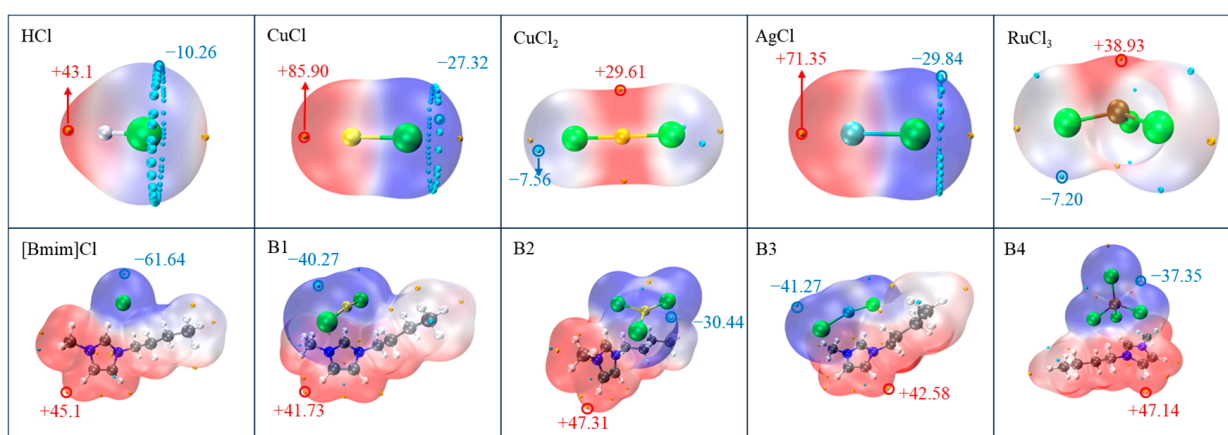 HCl
+43.1
−10.26
CuCl
+85.90
−27.32
CuCl₂
+29.61
−7.56
AgCl
+71.35
−29.84
RuCl₃
+38.93
−7.20
[Bmim]Cl
−61.64
+45.1
B1
−40.27
+41.73
B2
−30.44
+47.31
B3
−41.27
+42.58
B4
−37.35
+47.14